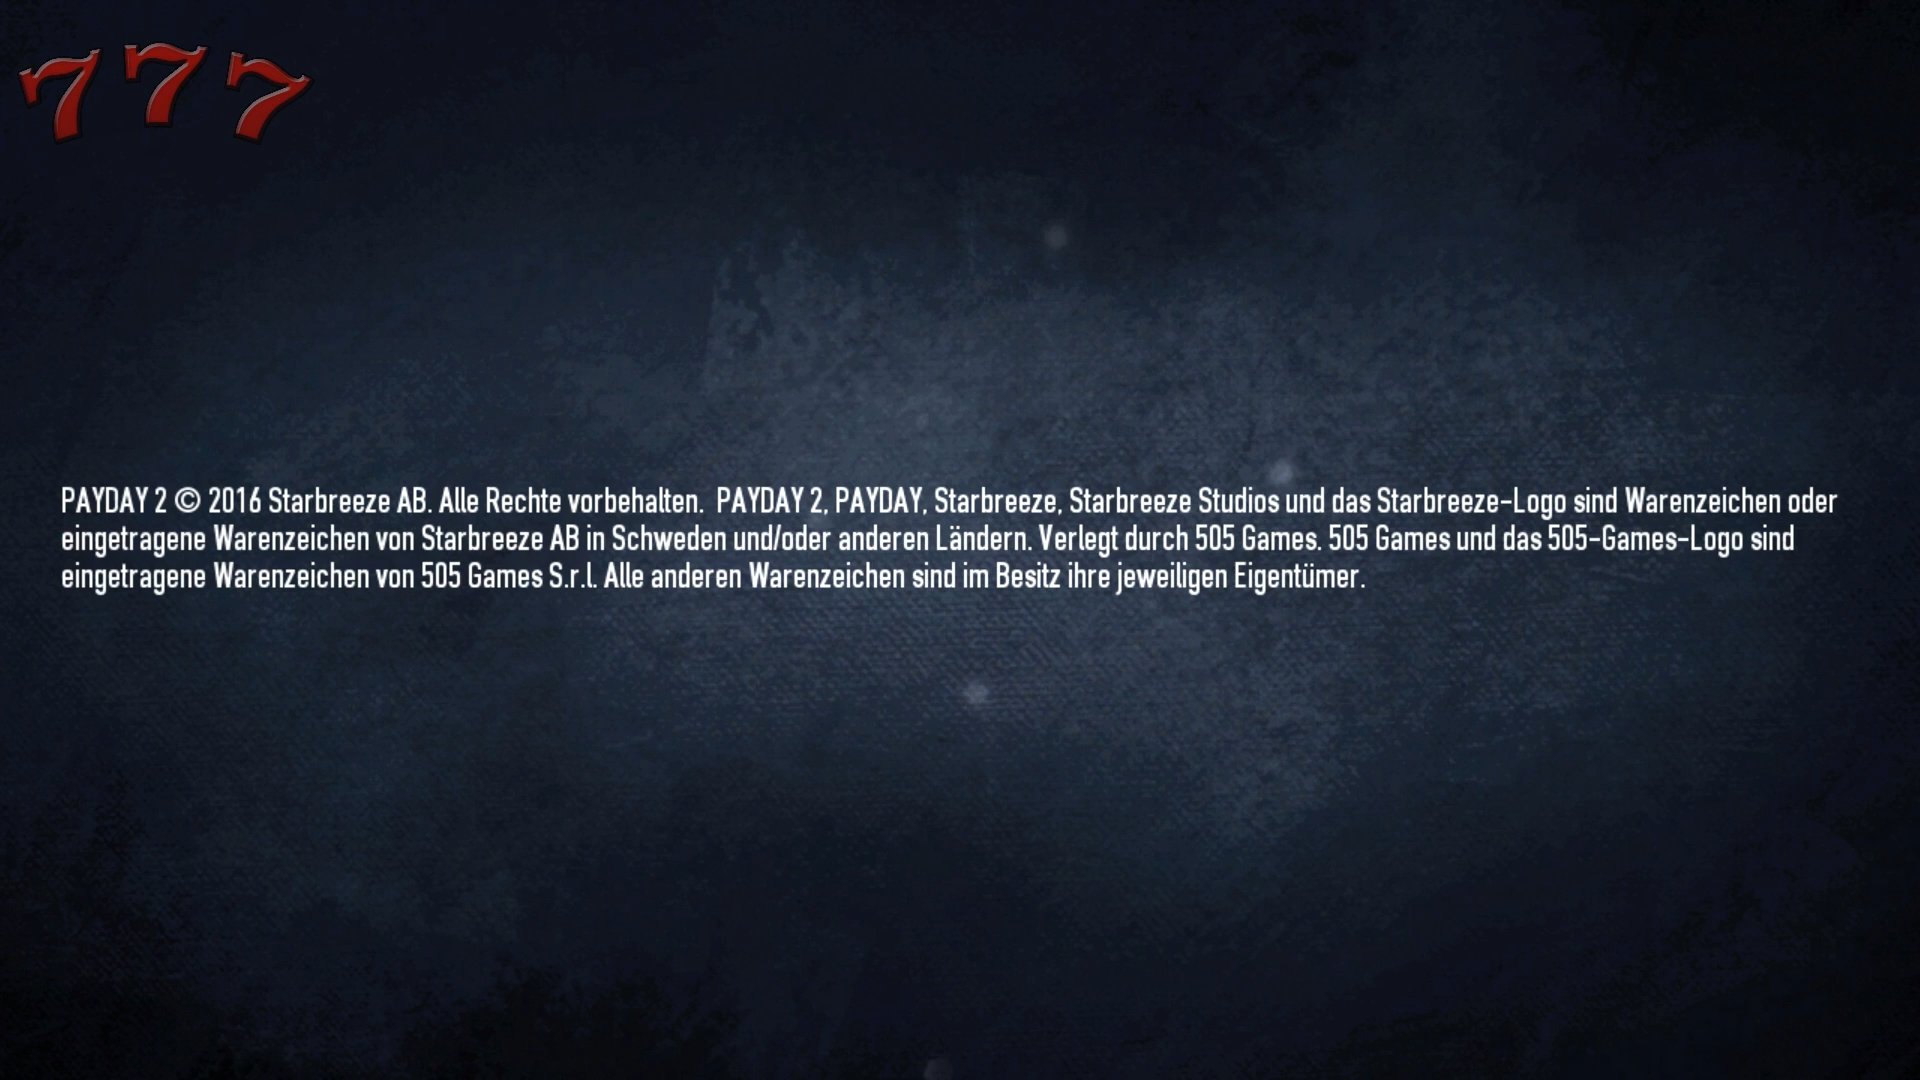 777
PAYDAY 2 © 2016 Starbreeze AB. Alle Rechte vorbehalten.  PAYDAY 2, PAYDAY, Starbreeze, Starbreeze Studios und das Starbreeze-Logo sind Warenzeichen oder
eingetragene Warenzeichen von Starbreeze AB in Schweden und/oder anderen Ländern. Verlegt durch 505 Games. 505 Games und das 505-Games-Logo sind
eingetragene Warenzeichen von 505 Games S.r.l. Alle anderen Warenzeichen sind im Besitz ihre jeweiligen Eigentümer.